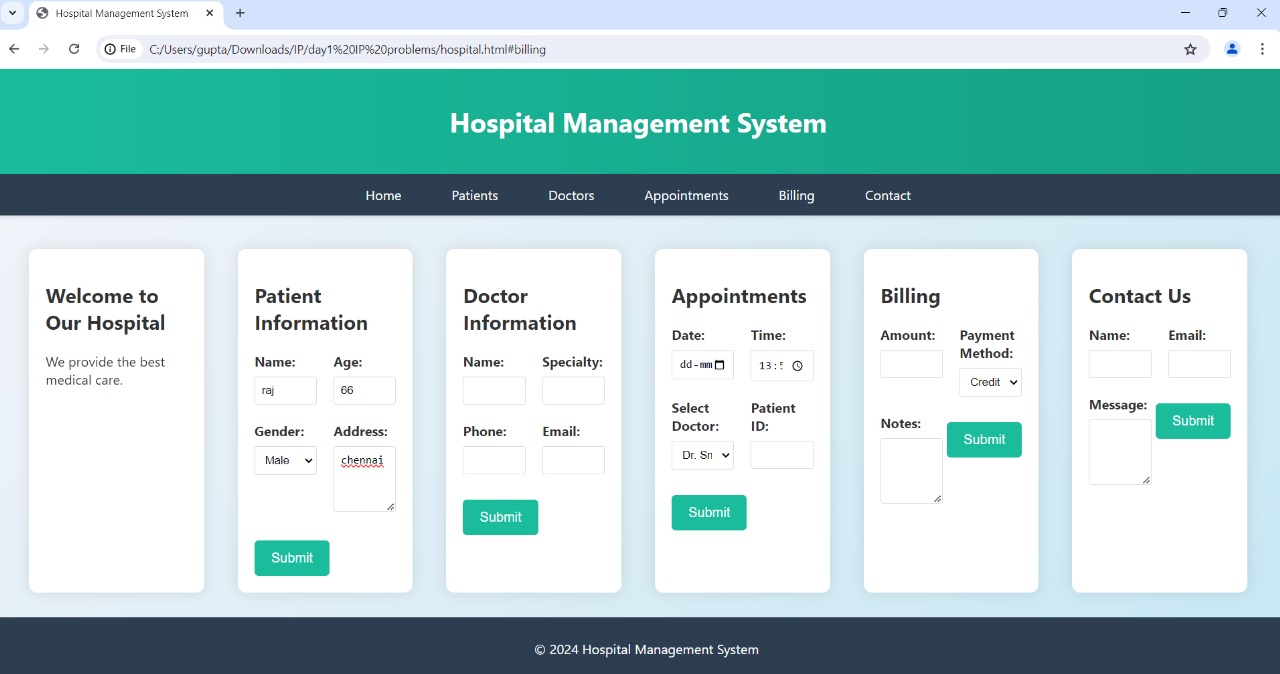 Hospital Management System
File
C:/Users/gupta/Downloads/IP/day1%20IP%20problems/hospital.html#billing
Hospital Management System
Home Patients Doctors Appointments Billing Contact
Welcome to
Our Hospital
We provide the best
medical care.
Patient
Information
Name: Age:
raj 66
Gender: Address:
Male chennai
Submit
Doctor
Information
Name: Specialty:
Phone: Email:
Submit
Appointments
Date: Time:
dd-mm 13:5
Select
Doctor:
Patient
ID:
Dr. Sn
Submit
Billing
Amount: Payment
Method:
Credit
Notes:
Submit
Contact Us
Name: Email:
Message:
Submit
© 2024 Hospital Management System